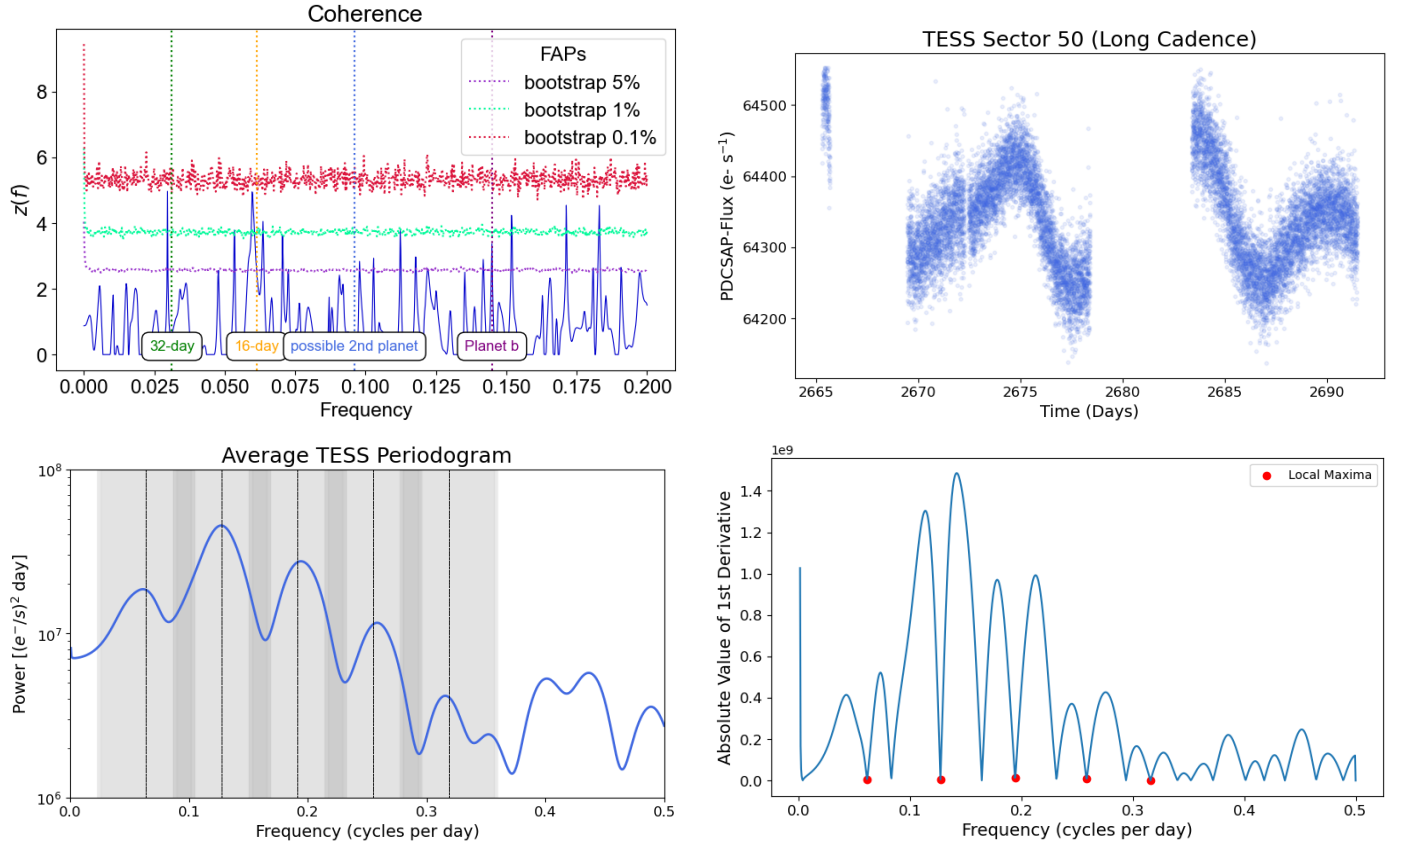 Coherence
FAPs
bootstrap 5%
bootstrap 1%
bootstrap 0.1%
8
6
4
2
0
z(f)
32-day
16-day
possible 2nd planet
Planet b
0.000 0.025 0.050 0.075 0.100 0.125 0.150 0.175 0.200
Frequency
TESS Sector 50 (Long Cadence)
64500
64400
64300
64200
PDCSAP-Flux (e- s⁻¹)
2665 2670 2675 2680 2685 2690
Time (Days)
Average TESS Periodogram
10⁸
10⁷
10⁶
Power [(e⁻/s)² day]
0.0 0.1 0.2 0.3 0.4 0.5
Frequency (cycles per day)
1e9
Local Maxima
1.4
1.2
1.0
0.8
0.6
0.4
0.2
0.0
Absolute Value of 1st Derivative
0.0 0.1 0.2 0.3 0.4 0.5
Frequency (cycles per day)